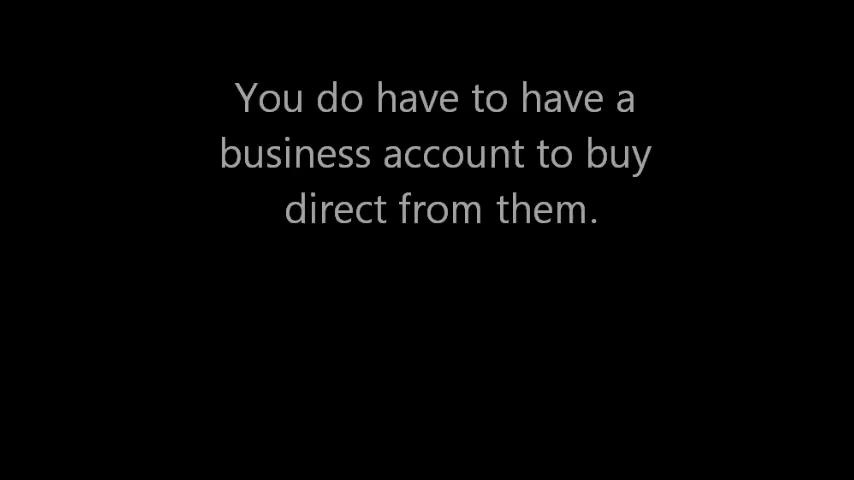 You do have to have a
business account to buy
direct from them.